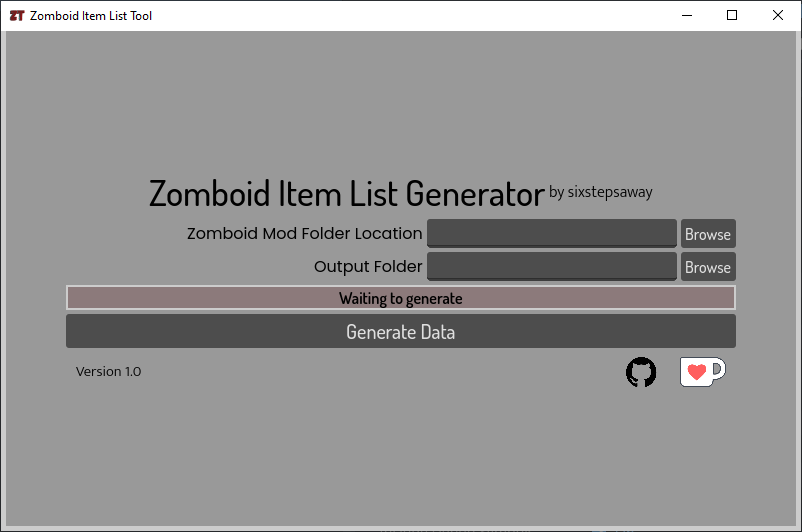 ZT Zomboid Item List Tool
Zomboid Item List Generator by sixstepsaway
Zomboid Mod Folder Location Browse
Output Folder Browse
Waiting to generate
Generate Data
Version 1.0